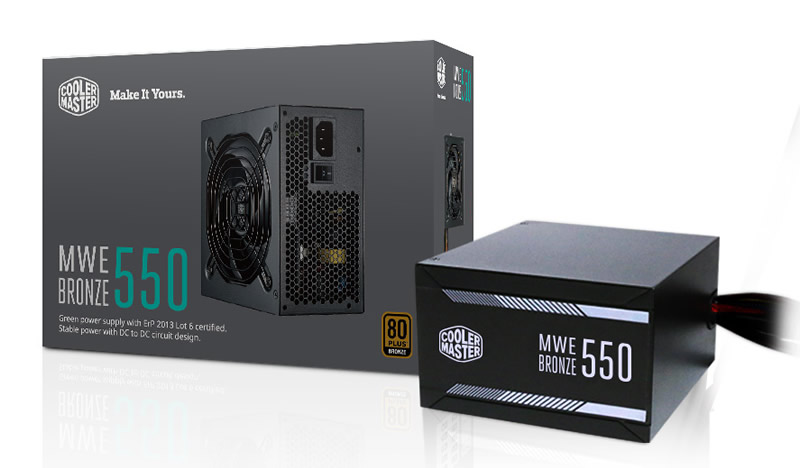 COOLER
MASTER
Make It Yours.
MWE
BRONZE 550
Green power supply with ErP 2013 Lot 6 certified.
Stable power with DC to DC circuit design.
80
PLUS
BRONZE
COOLER
MASTER
MWE
BRONZE 550